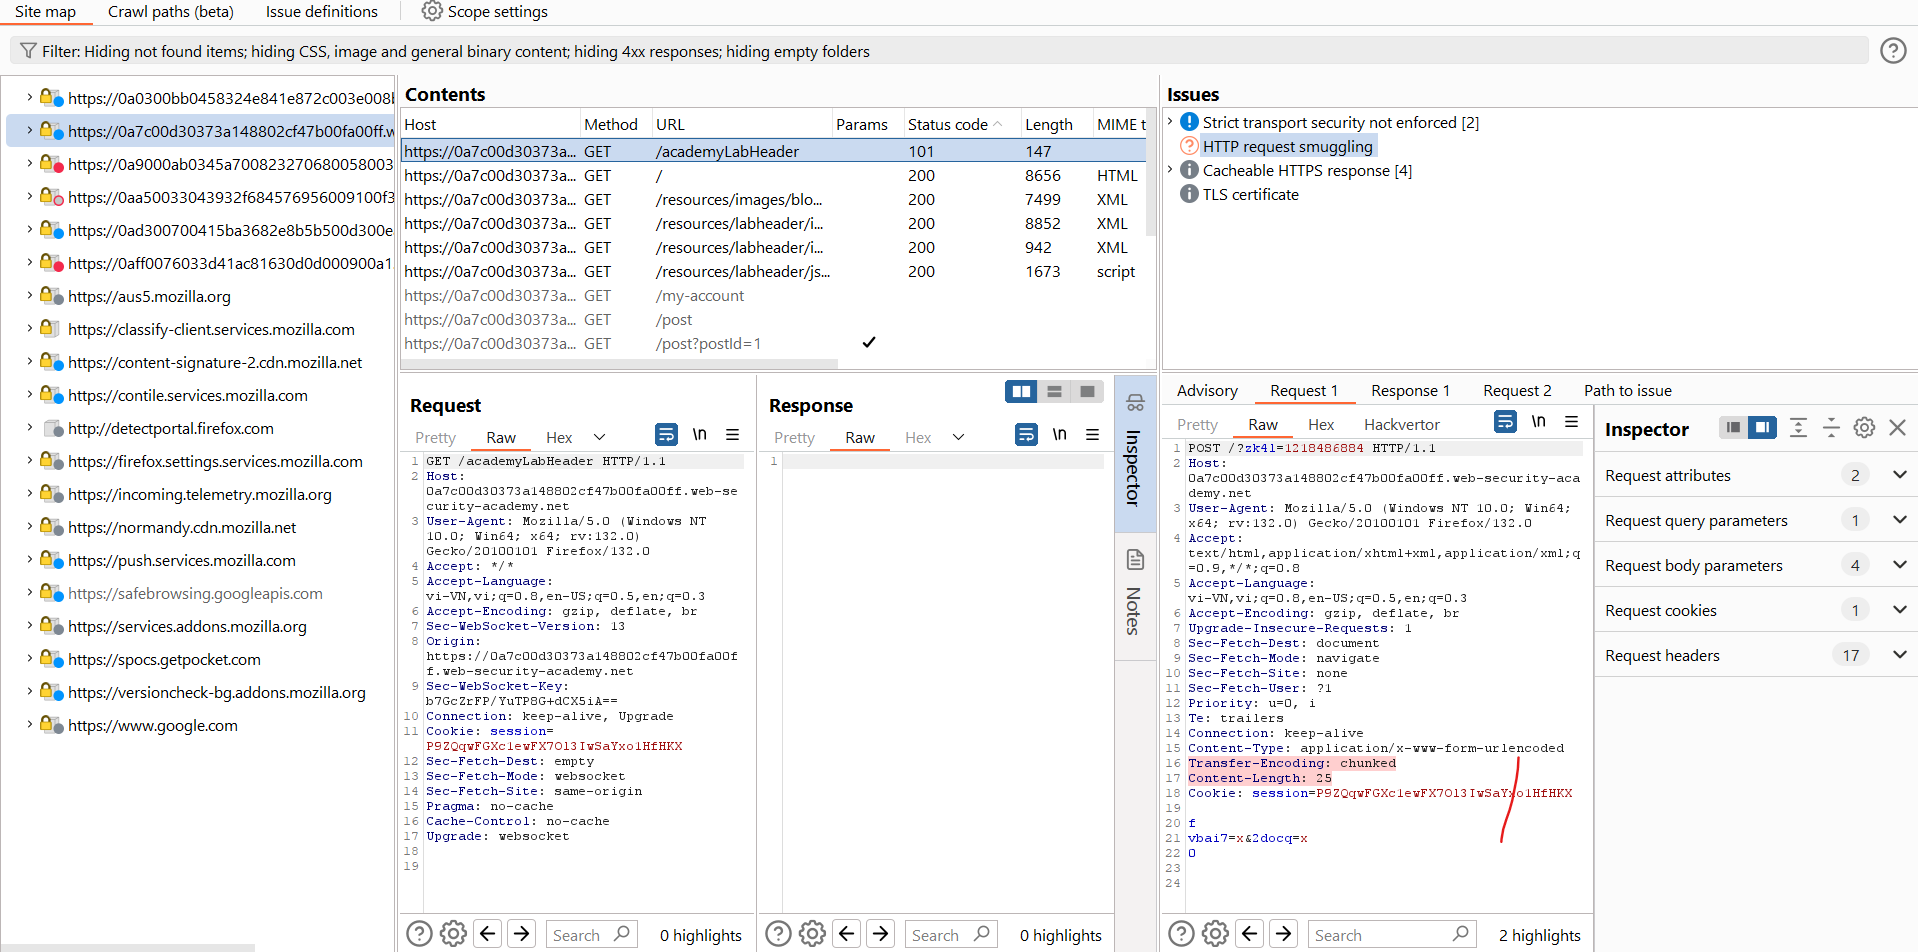 Site map Crawl paths (beta) Issue definitions Scope settings
Filter: Hiding not found items; hiding CSS, image and general binary content; hiding 4xx responses; hiding empty folders
https://0a0300bb0458324e841e872c003e008b
https://0a7c00d30373a148802cf47b00fa00ff.w
https://0a9000ab0345a700823270680058003
https://0aa50033043932f684576956009100f3
https://0ad300700415ba3682e8b5b500d300e
https://0aff0076033d41ac81630d0d000900a1
https://aus5.mozilla.org
https://classify-client.services.mozilla.com
https://content-signature-2.cdn.mozilla.net
https://contile.services.mozilla.com
http://detectportal.firefox.com
https://firefox.settings.services.mozilla.com
https://incoming.telemetry.mozilla.org
https://normandy.cdn.mozilla.net
https://push.services.mozilla.com
https://safebrowsing.googleapis.com
https://services.addons.mozilla.org
https://spocs.getpocket.com
https://versioncheck-bg.addons.mozilla.org
https://www.google.com
Contents
Host Method URL Params Status code Length MIME t
https://0a7c00d30373a... GET /academyLabHeader 101 147
https://0a7c00d30373a... GET / 200 8656 HTML
https://0a7c00d30373a... GET /resources/images/blo... 200 7499 XML
https://0a7c00d30373a... GET /resources/labheader/i... 200 8852 XML
https://0a7c00d30373a... GET /resources/labheader/i... 200 942 XML
https://0a7c00d30373a... GET /resources/labheader/js... 200 1673 script
https://0a7c00d30373a... GET /my-account
https://0a7c00d30373a... GET /post
https://0a7c00d30373a... GET /post?postId=1
Issues
Strict transport security not enforced [2]
HTTP request smuggling
Cacheable HTTPS response [4]
TLS certificate
Request
Pretty Raw Hex \n
1 GET /academyLabHeader HTTP/1.1
2 Host:
0a7c00d30373a148802cf47b00fa00ff.web-se
curity-academy.net
3 User-Agent: Mozilla/5.0 (Windows NT
10.0; Win64; x64; rv:132.0)
Gecko/20100101 Firefox/132.0
4 Accept: */*
5 Accept-Language:
vi-VN,vi;q=0.8,en-US;q=0.5,en;q=0.3
6 Accept-Encoding: gzip, deflate, br
7 Sec-WebSocket-Version: 13
8 Origin:
https://0a7c00d30373a148802cf47b00fa00f
f.web-security-academy.net
9 Sec-WebSocket-Key:
b7GcZrFP/YuTP8G+dCX5iA==
10 Connection: keep-alive, Upgrade
11 Cookie: session=
P9ZQqwFGXc1ewFX7Ol3IwSaYxo1HfHKX
12 Sec-Fetch-Dest: empty
13 Sec-Fetch-Mode: websocket
14 Sec-Fetch-Site: same-origin
15 Pragma: no-cache
16 Cache-Control: no-cache
17 Upgrade: websocket
18
19
Search 0 highlights
Response
Pretty Raw Hex \n
1
Search 0 highlights
Inspector
Notes
Advisory Request 1 Response 1 Request 2 Path to issue
Pretty Raw Hex Hackvertor \n
1 POST /?zk41=1218486884 HTTP/1.1
2 Host:
0a7c00d30373a148802cf47b00fa00ff.web-security-aca
demy.net
3 User-Agent: Mozilla/5.0 (Windows NT 10.0; Win64;
x64; rv:132.0) Gecko/20100101 Firefox/132.0
4 Accept:
text/html,application/xhtml+xml,application/xml;q
=0.9,*/*;q=0.8
5 Accept-Language:
vi-VN,vi;q=0.8,en-US;q=0.5,en;q=0.3
6 Accept-Encoding: gzip, deflate, br
7 Upgrade-Insecure-Requests: 1
8 Sec-Fetch-Dest: document
9 Sec-Fetch-Mode: navigate
10 Sec-Fetch-Site: none
11 Sec-Fetch-User: ?1
12 Priority: u=0, i
13 Te: trailers
14 Connection: keep-alive
15 Content-Type: application/x-www-form-urlencoded
16 Transfer-Encoding: chunked
17 Content-Length: 25
18 Cookie: session=P9ZQqwFGXc1ewFX7Ol3IwSaYxo1HfHKX
19
20 f
21 vbai7=x&2docq=x
22 0
23
24
Search 2 highlights
Inspector
Request attributes 2
Request query parameters 1
Request body parameters 4
Request cookies 1
Request headers 17